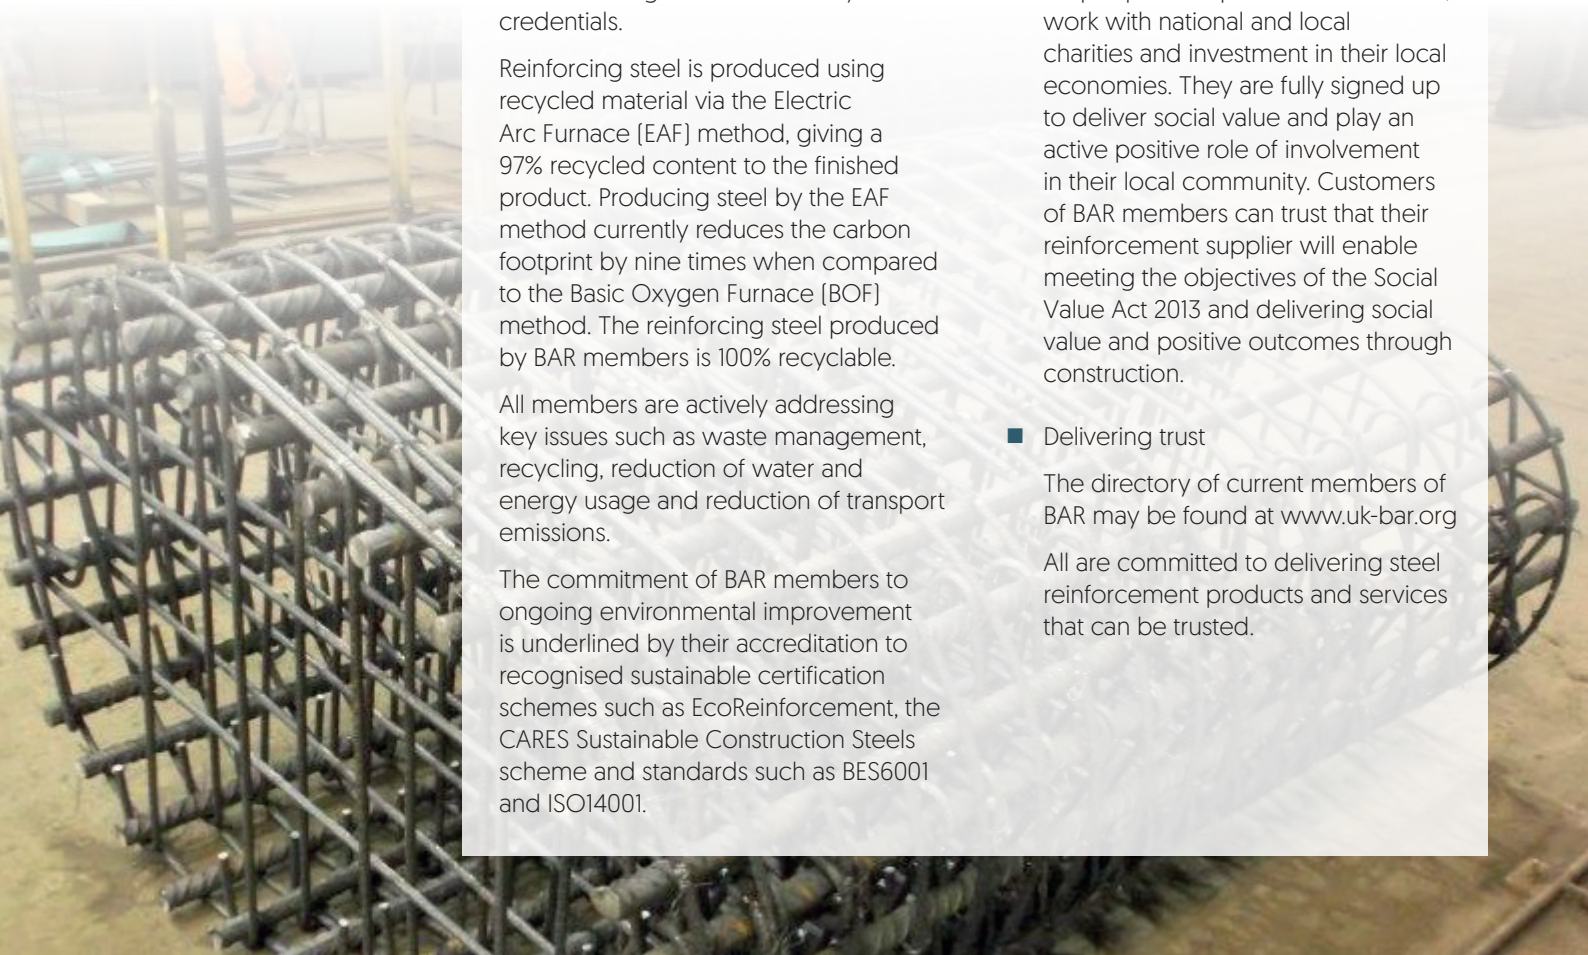 credentials.
Reinforcing steel is produced using
recycled material via the Electric
Arc Furnace (EAF) method, giving a
97% recycled content to the finished
product. Producing steel by the EAF
method currently reduces the carbon
footprint by nine times when compared
to the Basic Oxygen Furnace (BOF)
method. The reinforcing steel produced
by BAR members is 100% recyclable.
All members are actively addressing
key issues such as waste management,
recycling, reduction of water and
energy usage and reduction of transport
emissions.
The commitment of BAR members to
ongoing environmental improvement
is underlined by their accreditation to
recognised sustainable certification
schemes such as EcoReinforcement, the
CARES Sustainable Construction Steels
scheme and standards such as BES6001
and ISO14001.
work with national and local
charities and investment in their local
economies. They are fully signed up
to deliver social value and play an
active positive role of involvement
in their local community. Customers
of BAR members can trust that their
reinforcement supplier will enable
meeting the objectives of the Social
Value Act 2013 and delivering social
value and positive outcomes through
construction.
■ Delivering trust
The directory of current members of
BAR may be found at www.uk-bar.org
All are committed to delivering steel
reinforcement products and services
that can be trusted.